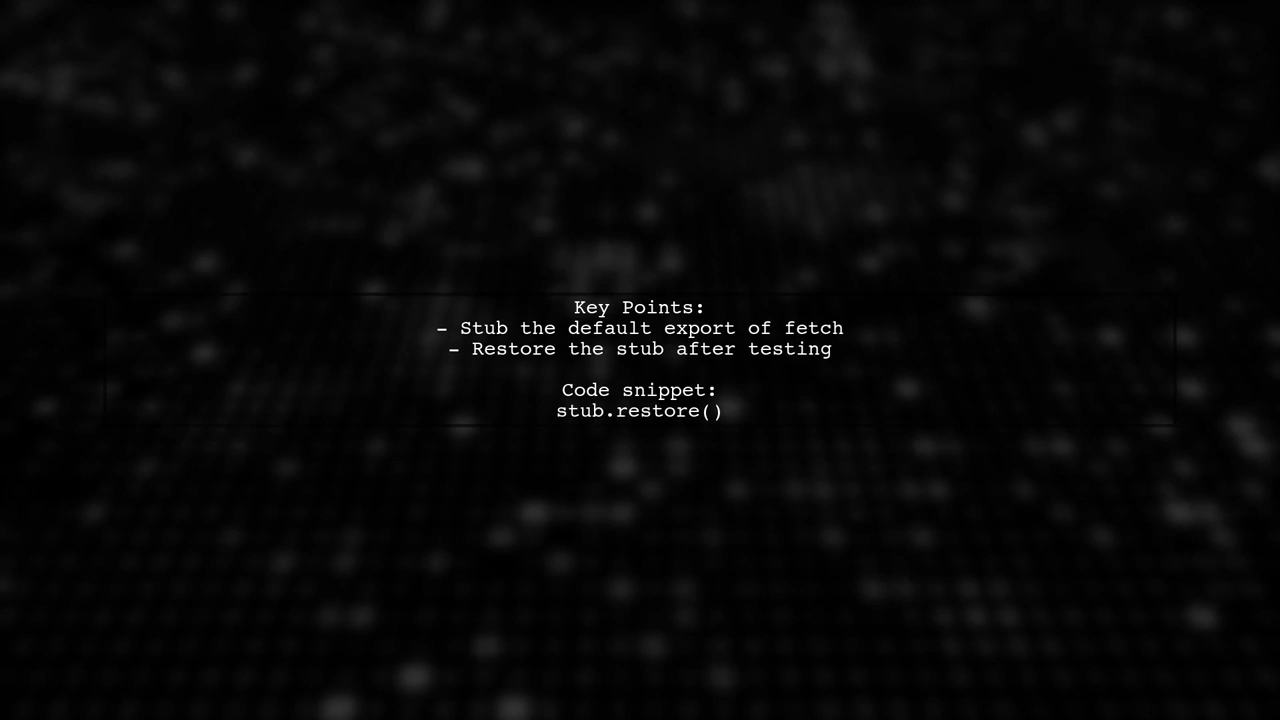 Key Points:
- Stub the default export of fetch
- Restore the stub after testing
Code snippet:
stub.restore()